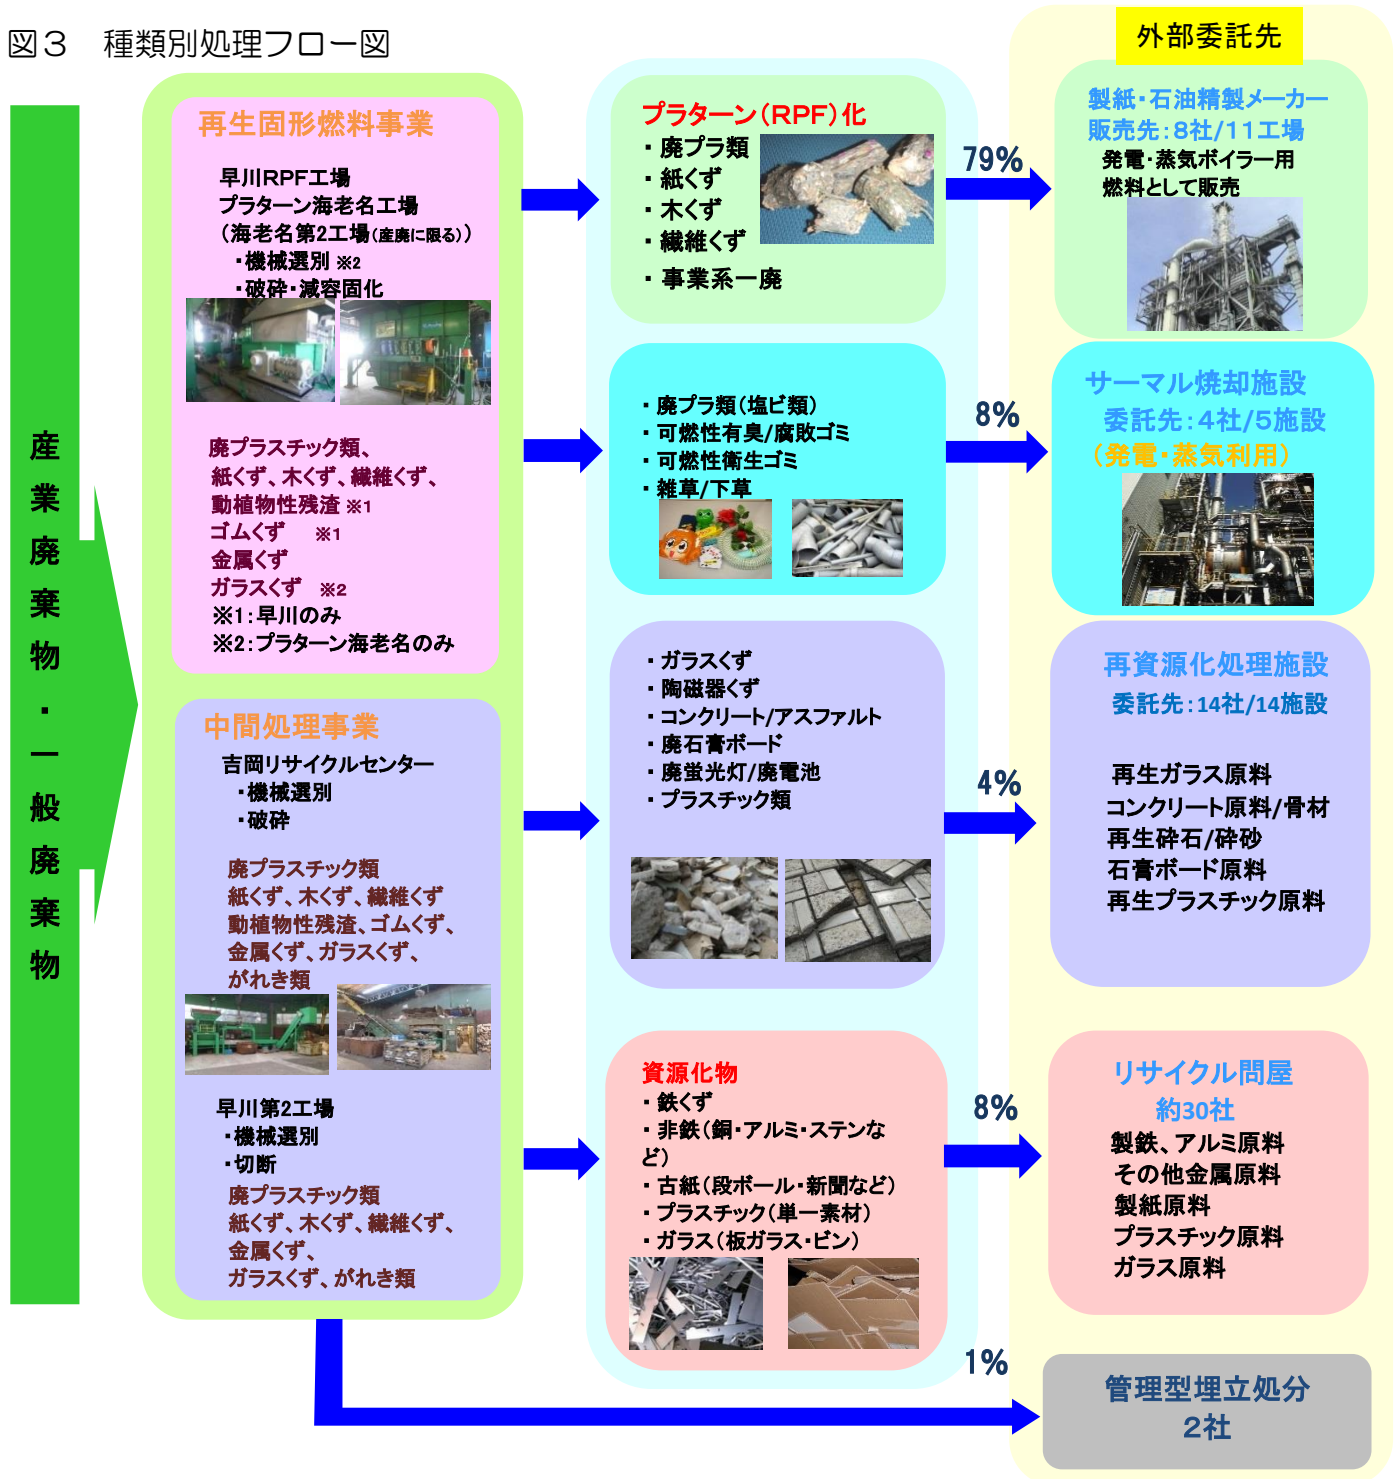 図３　種類別処理フロー図
産業廃棄物・一般廃棄物
再生固形燃料事業
早川RPF工場
プラターン海老名工場
（海老名第2工場（産廃に限る））
・機械選別 ※2
・破砕・減容固化
廃プラスチック類、
紙くず、木くず、繊維くず、
動植物性残渣 ※1
ゴムくず　※1
金属くず
ガラスくず　※2
※1：早川のみ
※2：プラターン海老名のみ
中間処理事業
吉岡リサイクルセンター
・機械選別
・破砕
廃プラスチック類
紙くず、木くず、繊維くず
動植物性残渣、ゴムくず、
金属くず、ガラスくず、
がれき類
早川第2工場
・機械選別
・切断
廃プラスチック類
紙くず、木くず、繊維くず、
金属くず、
ガラスくず、がれき類
プラターン（RPF）化
・廃プラ類
・紙くず
・木くず
・繊維くず
・事業系一廃
・廃プラ類（塩ビ類）
・可燃性有臭/腐敗ゴミ
・可燃性衛生ゴミ
・雑草/下草
・ガラスくず
・陶磁器くず
・コンクリート/アスファルト
・廃石膏ボード
・廃蛍光灯/廃電池
・プラスチック類
資源化物
・鉄くず
・非鉄（銅・アルミ・ステンな
ど）
・古紙（段ボール・新聞など）
・プラスチック（単一素材）
・ガラス（板ガラス・ビン）
79%
8%
4%
8%
1%
外部委託先
製紙・石油精製メーカー
販売先：8社/11工場
発電・蒸気ボイラー用
燃料として販売
サーマル焼却施設
委託先：4社/5施設
（発電・蒸気利用）
再資源化処理施設
委託先：14社/14施設
再生ガラス原料
コンクリート原料/骨材
再生砕石/砕砂
石膏ボード原料
再生プラスチック原料
リサイクル問屋
約30社
製鉄、アルミ原料
その他金属原料
製紙原料
プラスチック原料
ガラス原料
管理型埋立処分
2社